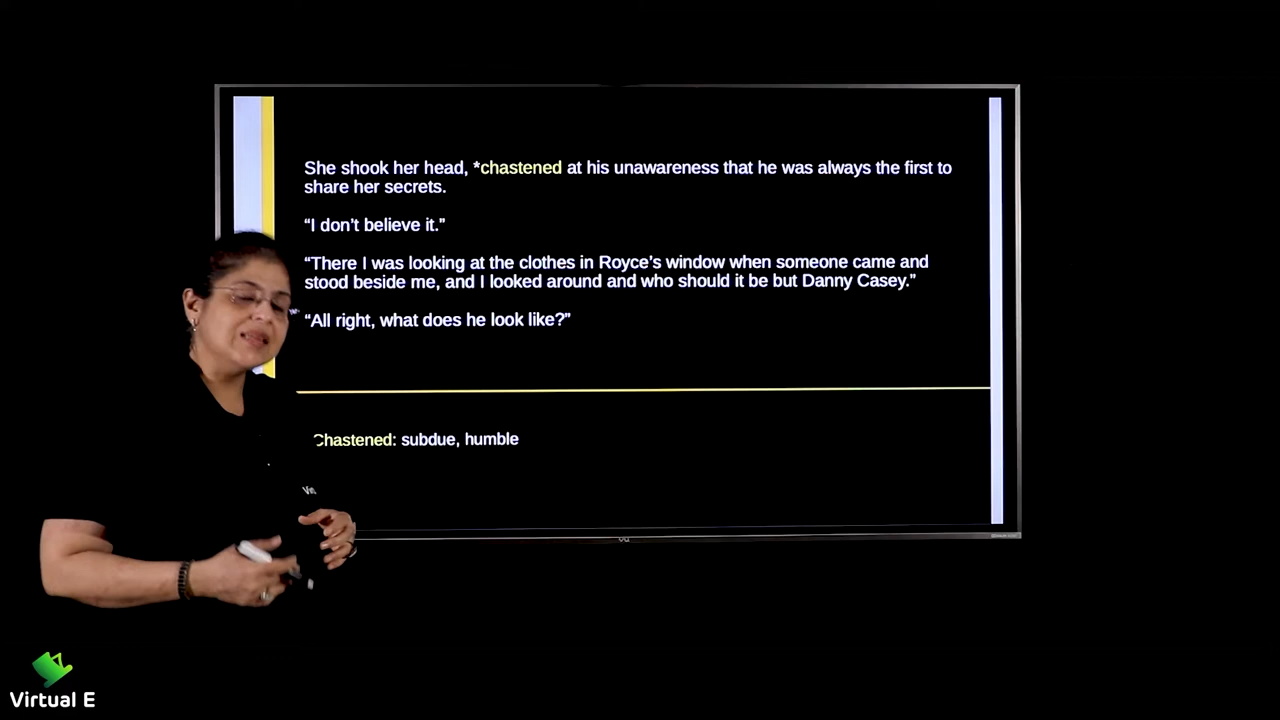 She shook her head, *chastened at his unawareness that he was always the first to
share her secrets.
“I don’t believe it.”
“There I was looking at the clothes in Royce’s window when someone came and
stood beside me, and I looked around and who should it be but Danny Casey.”
“All right, what does he look like?”
Chastened: subdue, humble
Virtual E